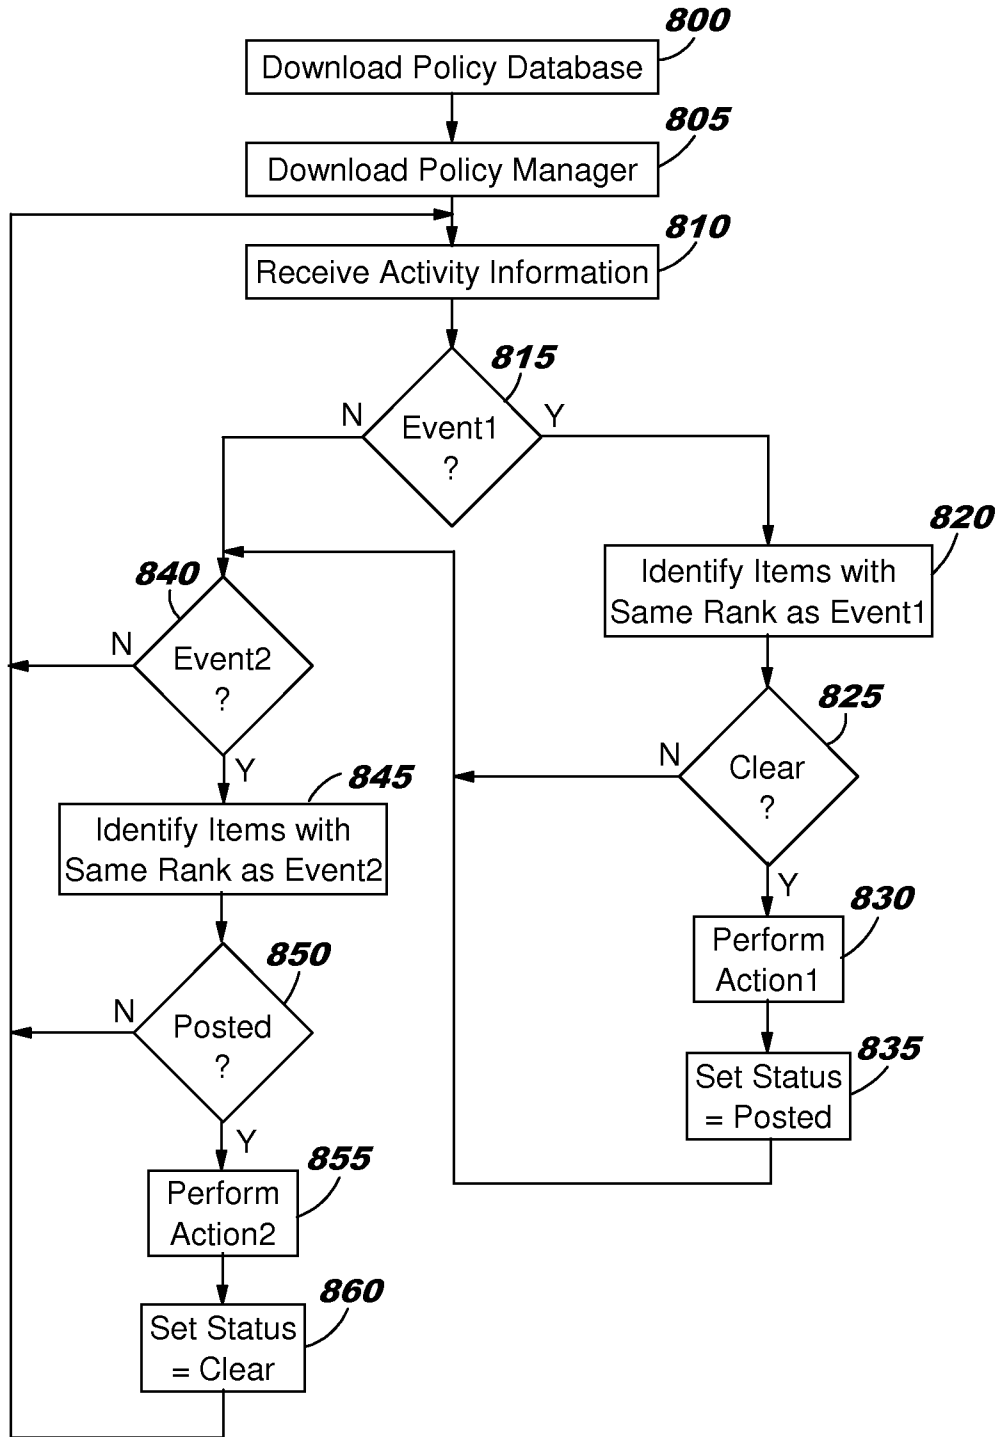 800
Download Policy Database
805
Download Policy Manager
810
Receive Activity Information
815
N
Event1
?
Y
820
Identify Items with
Same Rank as Event1
840
N
Event2
?
Y
825
N
Clear
?
Y
845
Identify Items with
Same Rank as Event2
830
Perform
Action1
850
N
Posted
?
Y
835
Set Status
= Posted
855
Perform
Action2
860
Set Status
= Clear